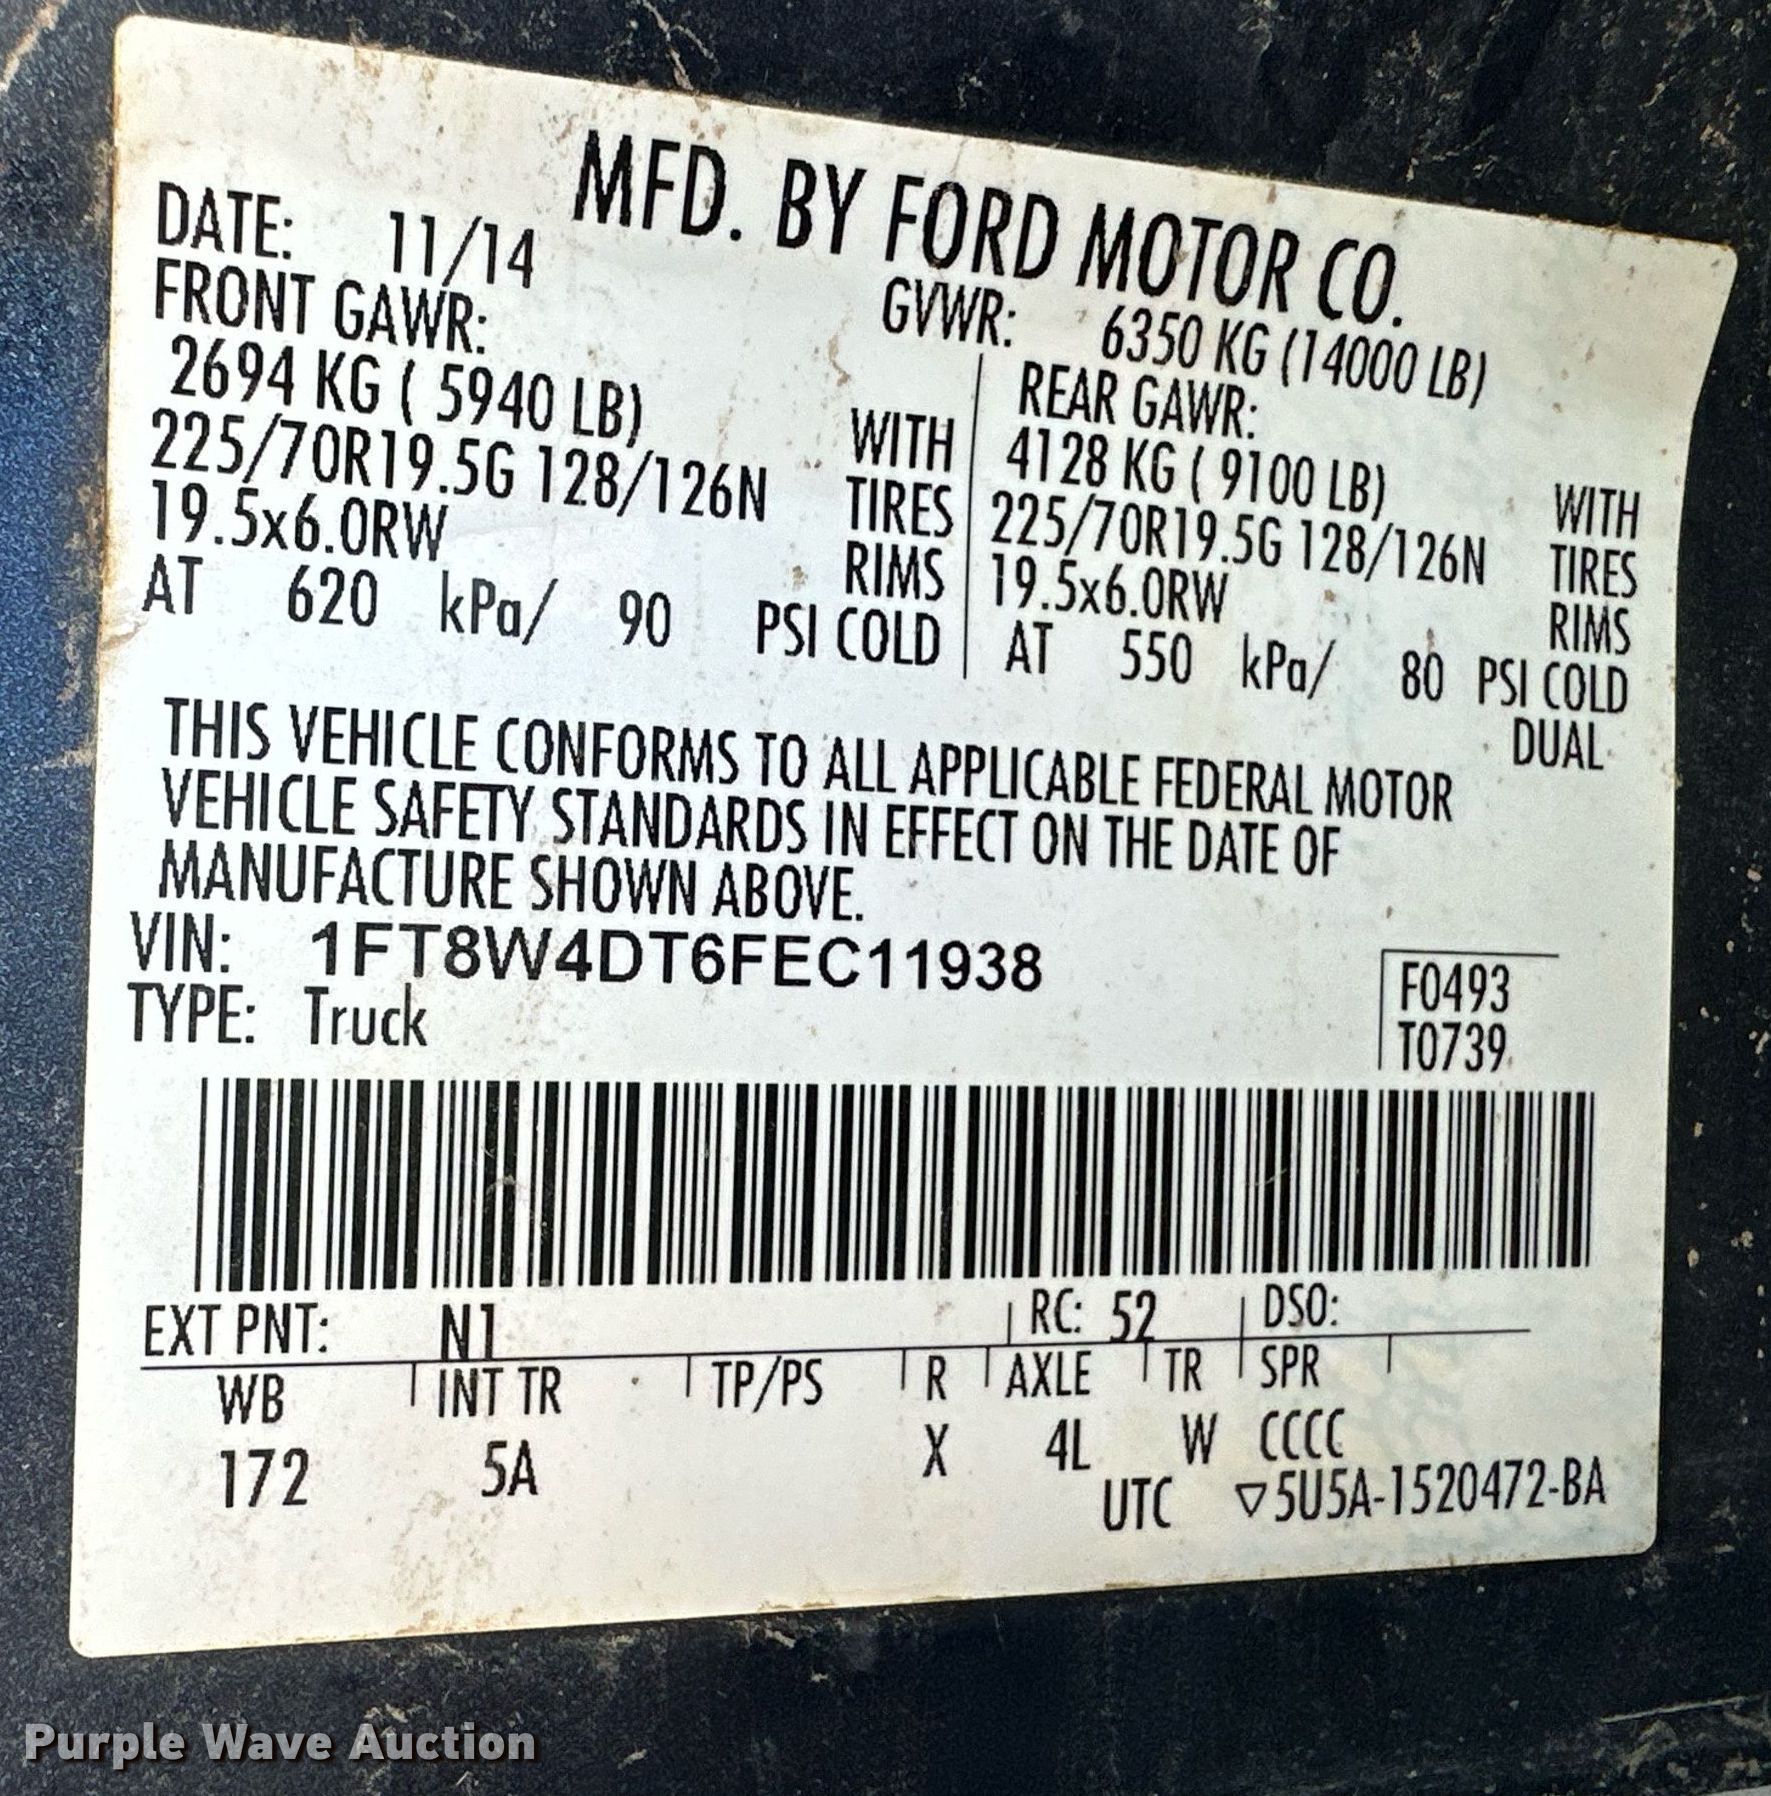 MFD. BY FORD MOTOR CO.
DATE: 11/14
GVWR: 6350 KG (14000 LB)
FRONT GAWR:
2694 KG ( 5940 LB) WITH
225/70R19.5G 128/126N TIRES
19.5x6.0RW RIMS
AT 620 kPa/ 90 PSI COLD
REAR GAWR:
4128 KG ( 9100 LB) WITH
225/70R19.5G 128/126N TIRES
19.5x6.0RW RIMS
AT 550 kPa/ 80 PSI COLD
DUAL
THIS VEHICLE CONFORMS TO ALL APPLICABLE FEDERAL MOTOR
VEHICLE SAFETY STANDARDS IN EFFECT ON THE DATE OF
MANUFACTURE SHOWN ABOVE.
VIN: 1FT8W4DT6FEC11938
TYPE: Truck
F0493
T0739
EXT PNT: N1 RC: 52 DSO:
WB INT TR TP/PS R AXLE TR SPR
172 5A X 4L W CCCC
UTC ▽5U5A-1520472-BA
Purple Wave Auction